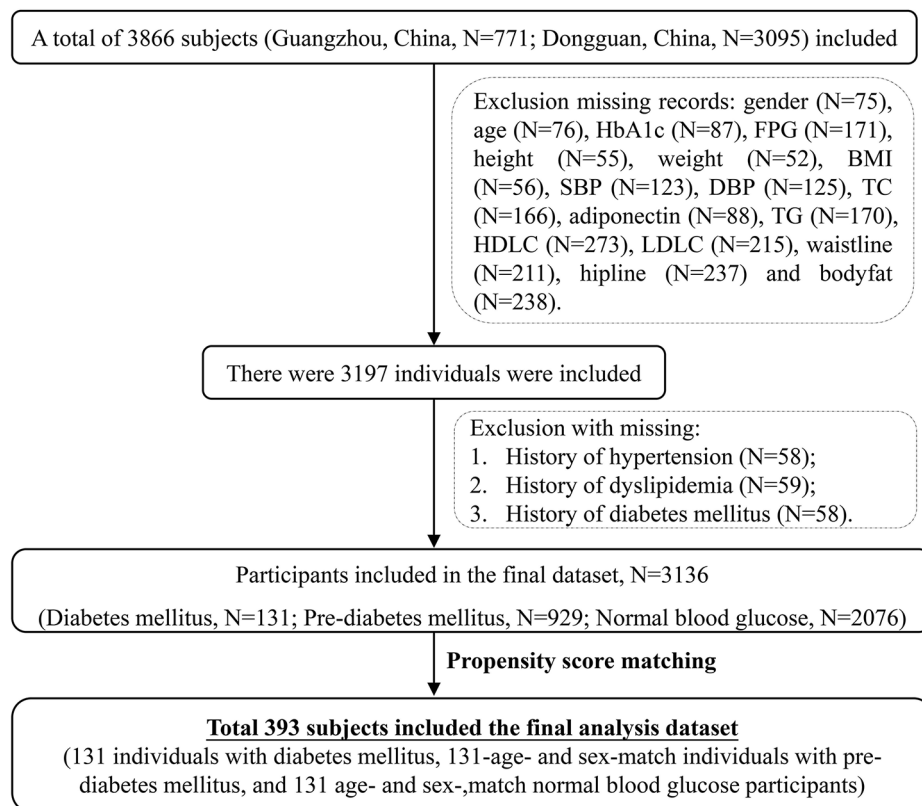 A total of 3866 subjects (Guangzhou, China, N=771; Dongguan, China, N=3095) included
Exclusion missing records: gender (N=75),
age (N=76), HbA1c (N=87), FPG (N=171),
height (N=55), weight (N=52), BMI
(N=56), SBP (N=123), DBP (N=125), TC
(N=166), adiponectin (N=88), TG (N=170),
HDLC (N=273), LDLC (N=215), waistline
(N=211), hipline (N=237) and bodyfat
(N=238).
There were 3197 individuals were included
Exclusion with missing:
1. History of hypertension (N=58);
2. History of dyslipidemia (N=59);
3. History of diabetes mellitus (N=58).
Participants included in the final dataset, N=3136
(Diabetes mellitus, N=131; Pre-diabetes mellitus, N=929; Normal blood glucose, N=2076)
Propensity score matching
Total 393 subjects included the final analysis dataset
(131 individuals with diabetes mellitus, 131-age- and sex-match individuals with pre-
diabetes mellitus, and 131 age- and sex-,match normal blood glucose participants)